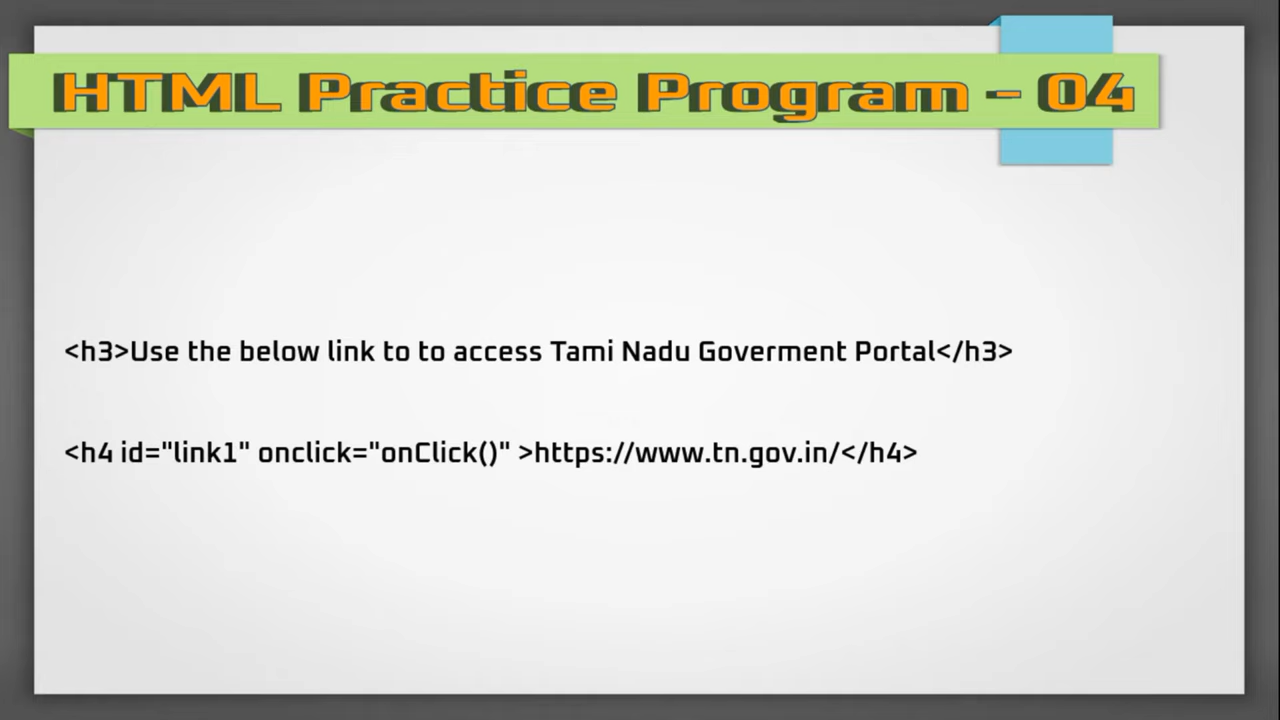 HTML Practice Program - 04
<h3>Use the below link to to access Tami Nadu Goverment Portal</h3>
<h4 id="link1" onclick="onClick()" >https://www.tn.gov.in/</h4>